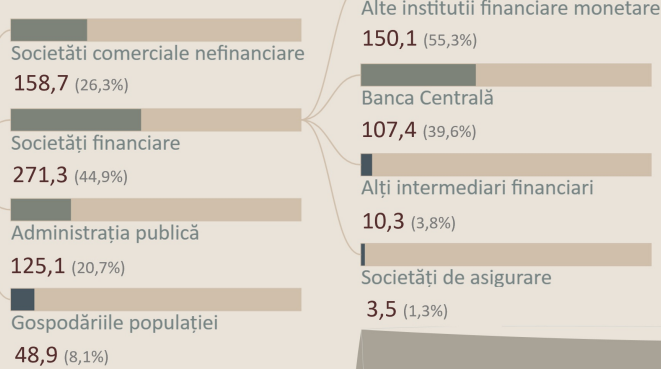 Societăti comerciale nefinanciare
158,7 (26,3%)
Societăți financiare
271,3 (44,9%)
Administrația publică
125,1 (20,7%)
Gospodăriile populației
48,9 (8,1%)
Alte institutii financiare monetare
150,1 (55,3%)
Banca Centrală
107,4 (39,6%)
Alți intermediari financiari
10,3 (3,8%)
Societăți de asigurare
3,5 (1,3%)